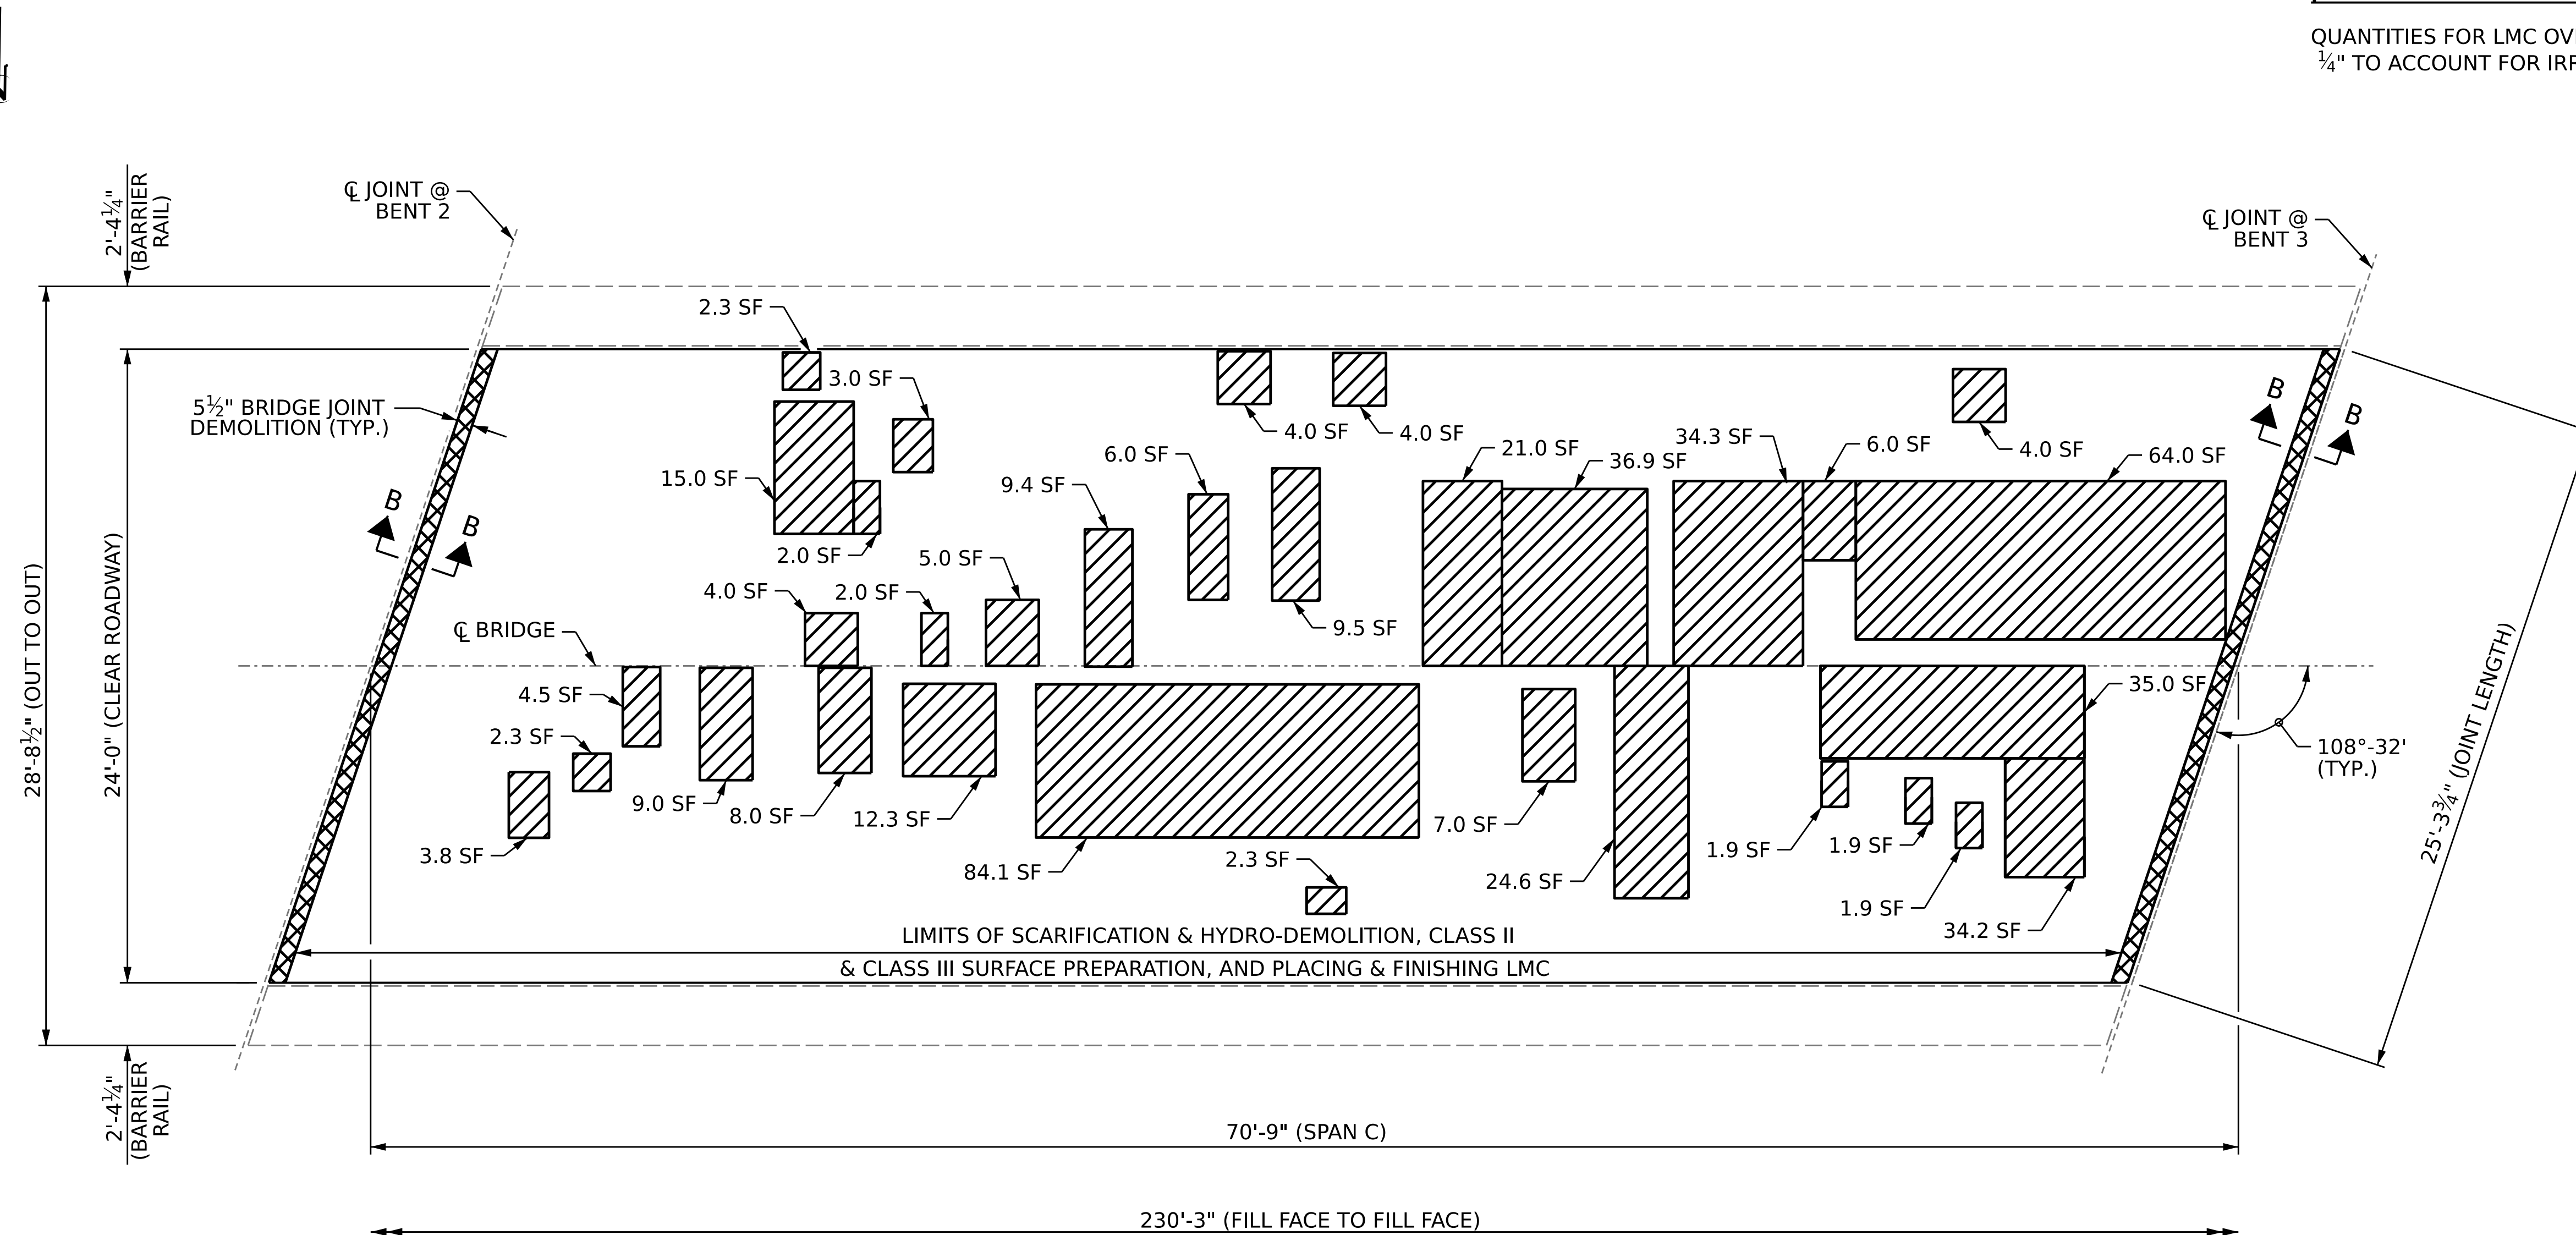 QUANTITIES FOR LMC OV
¼" TO ACCOUNT FOR IRR
2'-4¼"
(BARRIER
RAIL)
℄ JOINT @
BENT 2
℄ JOINT @
BENT 3
2.3 SF
3.0 SF
5½" BRIDGE JOINT
DEMOLITION (TYP.)
4.0 SF
4.0 SF
4.0 SF
B
B
15.0 SF
6.0 SF
9.4 SF
21.0 SF
36.9 SF
34.3 SF
6.0 SF
64.0 SF
B
B
2.0 SF
5.0 SF
4.0 SF
2.0 SF
9.5 SF
℄ BRIDGE
28'-8½" (OUT TO OUT)
24'-0" (CLEAR ROADWAY)
4.5 SF
2.3 SF
35.0 SF
108°-32'
(TYP.)
25'-3¾" (JOINT LENGTH)
9.0 SF
8.0 SF
12.3 SF
7.0 SF
3.8 SF
84.1 SF
2.3 SF
24.6 SF
1.9 SF
1.9 SF
1.9 SF
34.2 SF
LIMITS OF SCARIFICATION & HYDRO-DEMOLITION, CLASS II
& CLASS III SURFACE PREPARATION, AND PLACING & FINISHING LMC
2'-4¼"
(BARRIER
RAIL)
70'-9" (SPAN C)
230'-3" (FILL FACE TO FILL FACE)